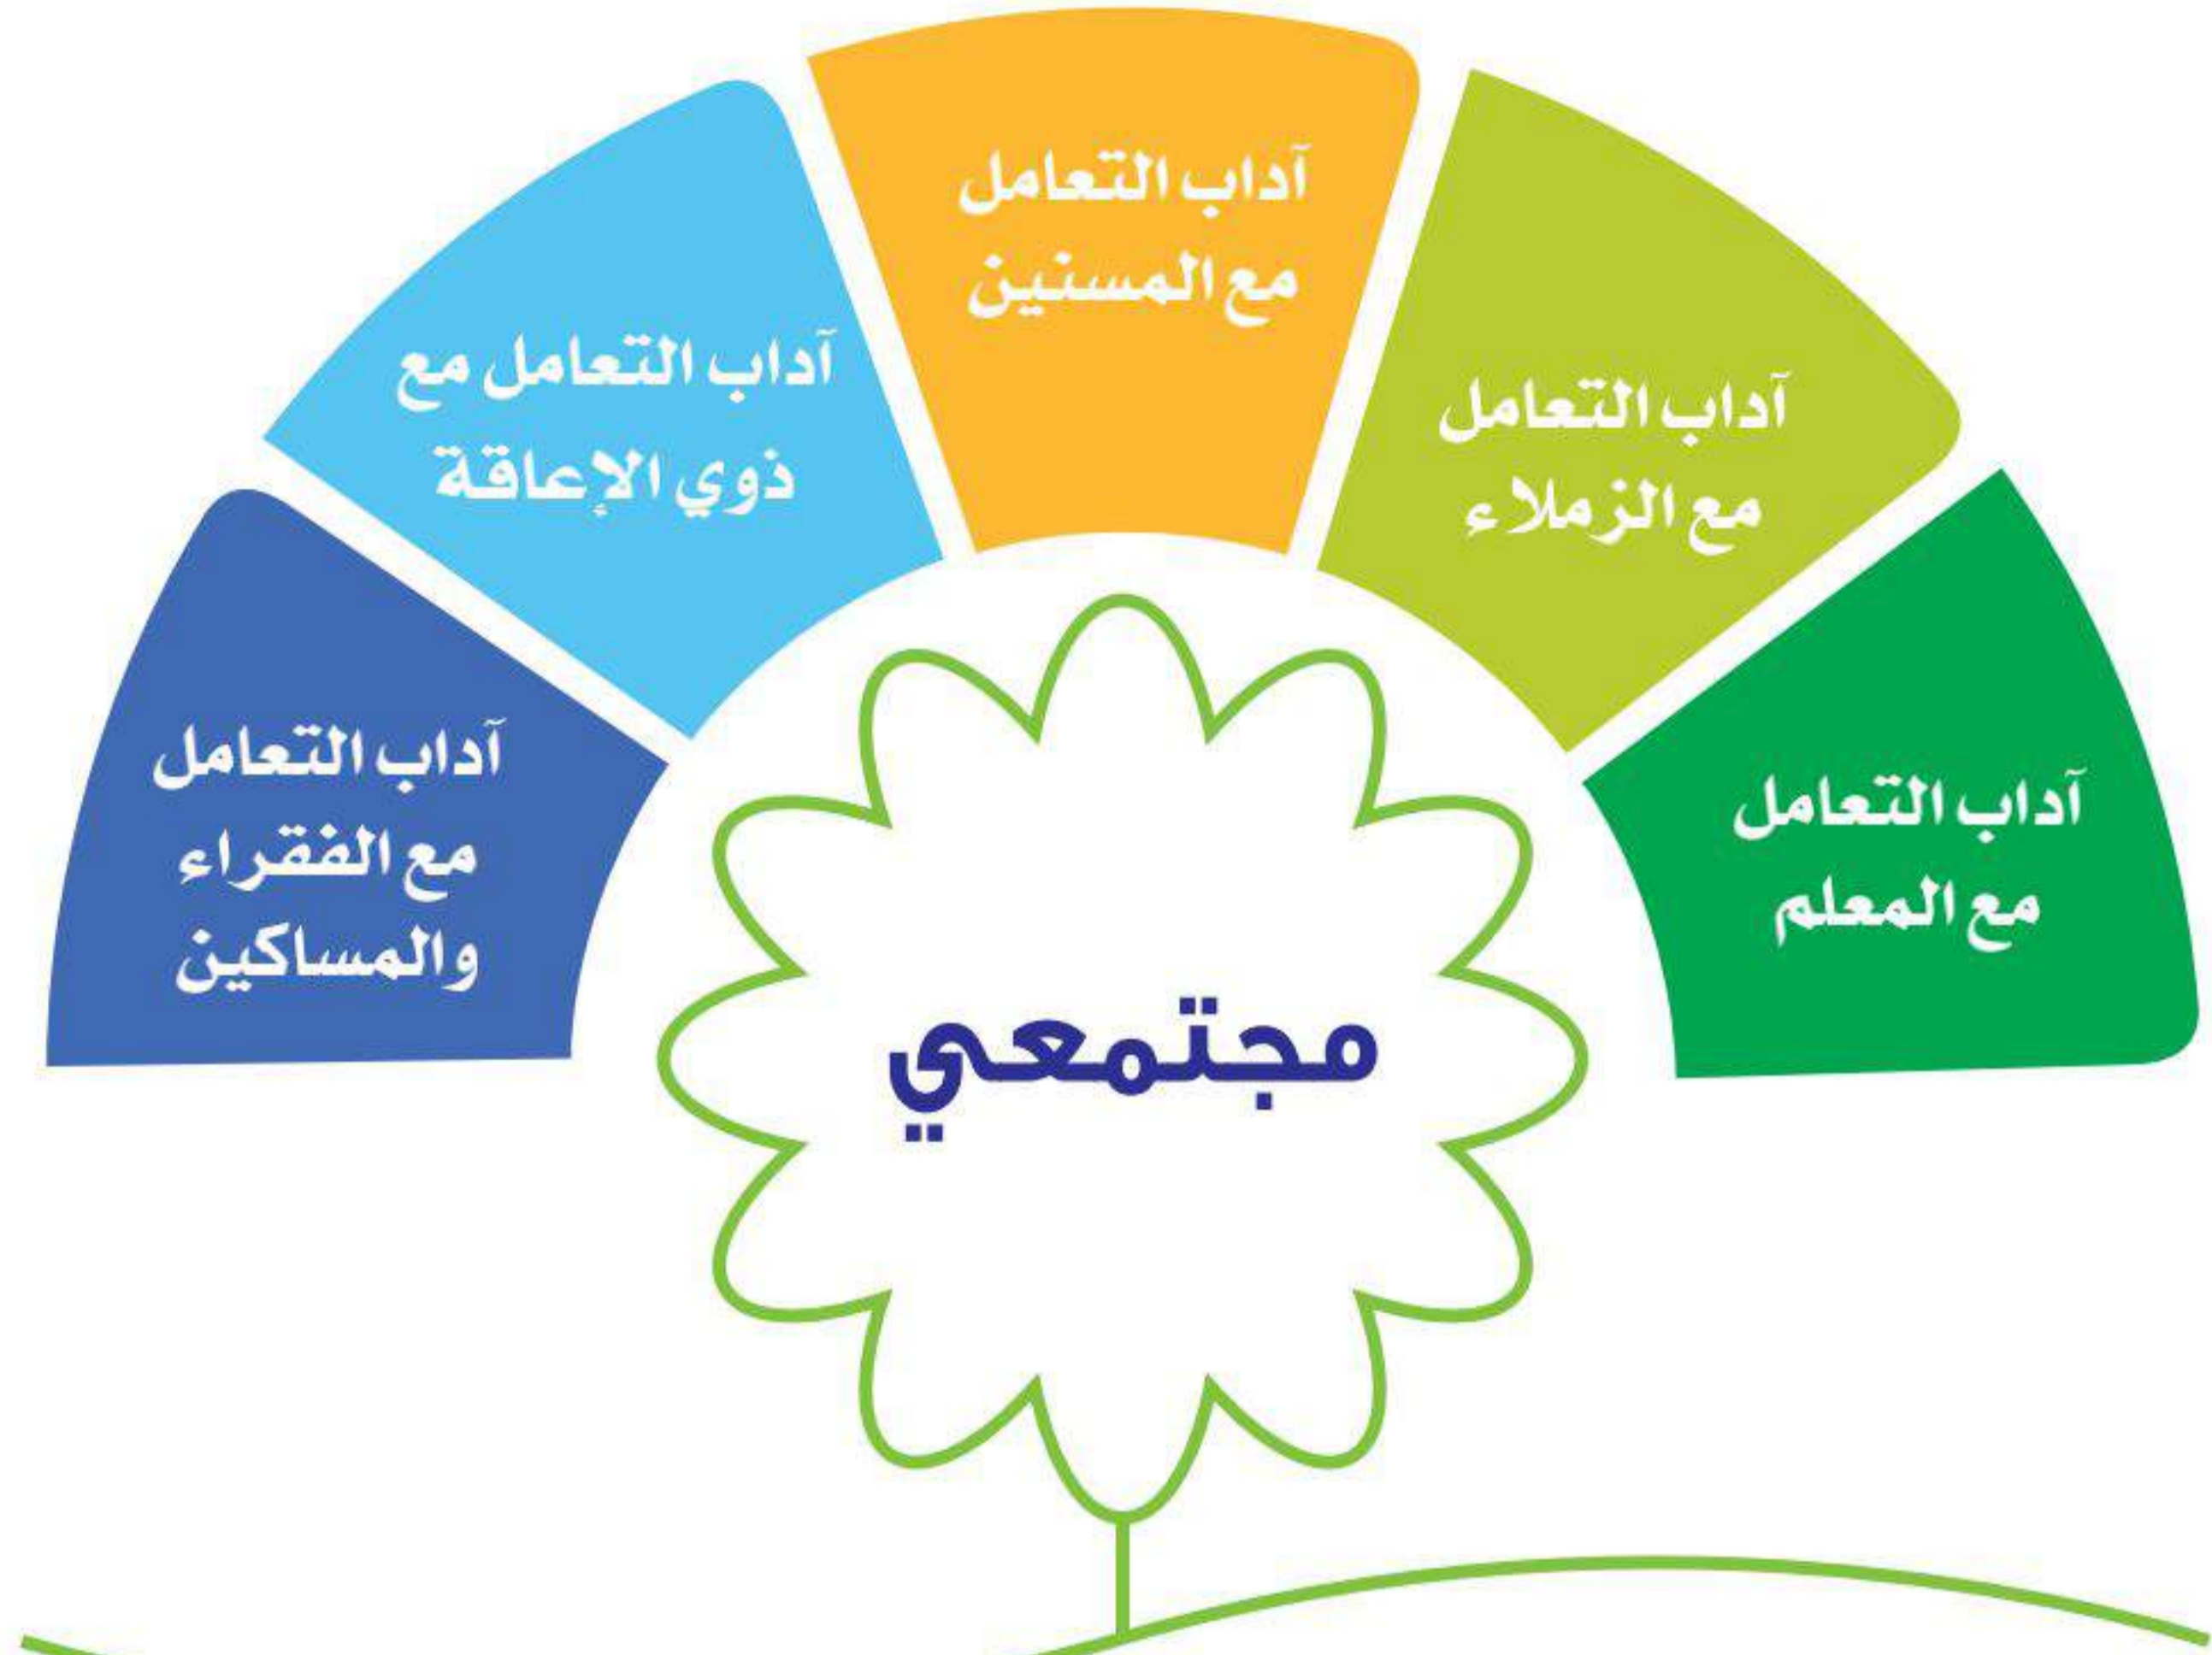 آداب التعامل
مع المعلم
آداب التعامل
مع الزملاء
آداب التعامل
مع المسنين
آداب التعامل مع
ذوي الإعاقة
آداب التعامل
مع الفقراء
والمساكين
مجتمعي